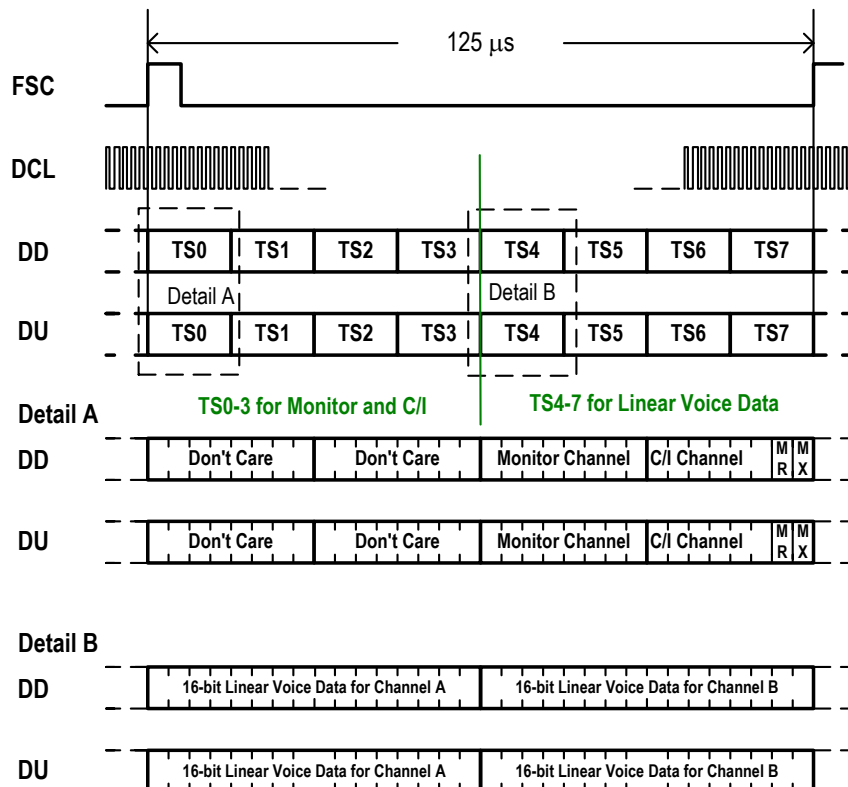 125 μs
FSC
DCL
DD TS0 TS1 TS2 TS3 TS4 TS5 TS6 TS7
Detail A Detail B
DU TS0 TS1 TS2 TS3 TS4 TS5 TS6 TS7
TS0-3 for Monitor and C/I TS4-7 for Linear Voice Data
Detail A
DD Don't Care Don't Care Monitor Channel C/I Channel MR MX
DU Don't Care Don't Care Monitor Channel C/I Channel MR MX
Detail B
DD 16-bit Linear Voice Data for Channel A 16-bit Linear Voice Data for Channel B
DU 16-bit Linear Voice Data for Channel A 16-bit Linear Voice Data for Channel B